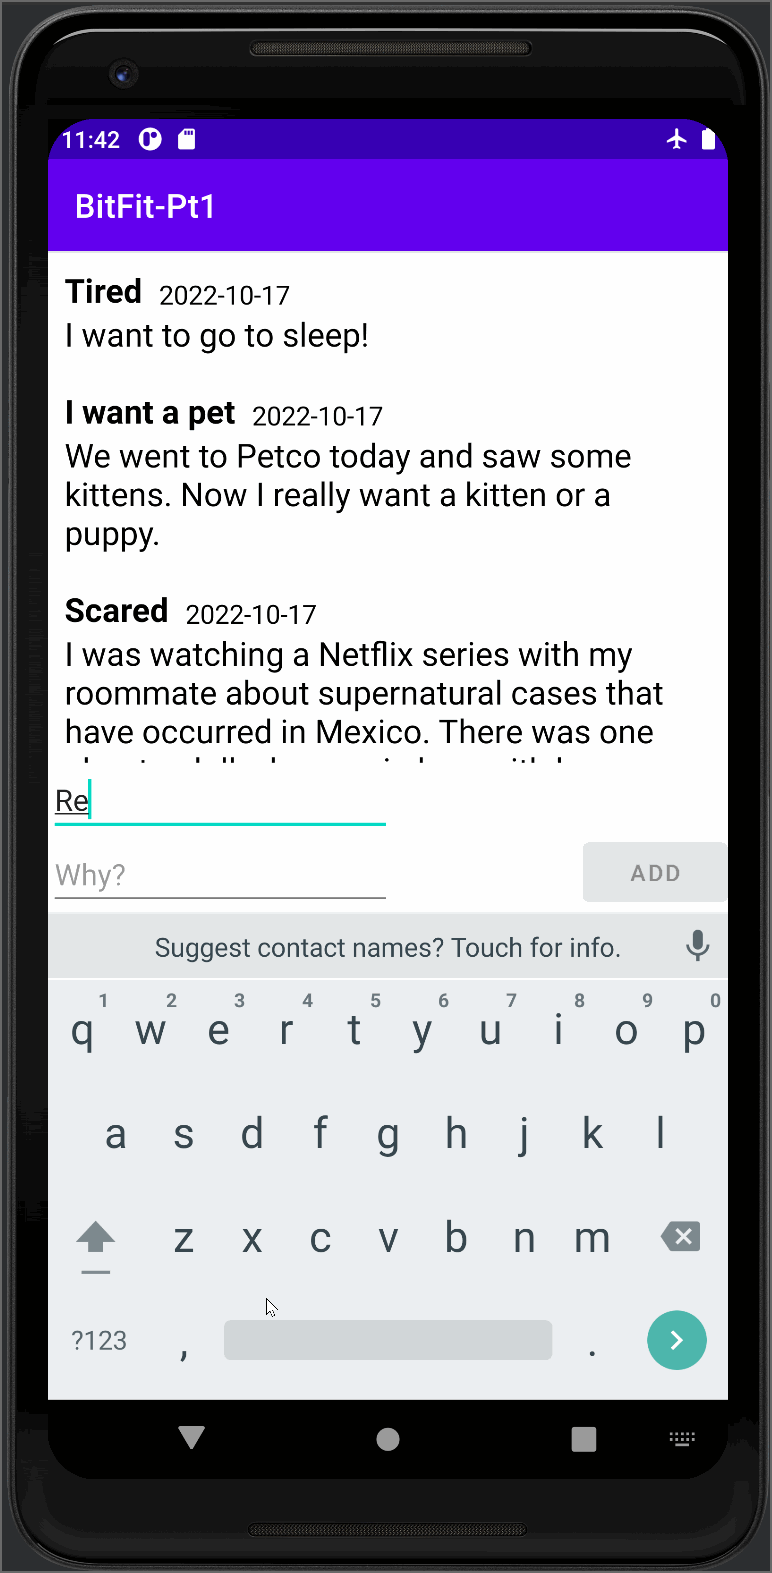 11:42
BitFit-Pt1
Tired 2022-10-17
I want to go to sleep!
I want a pet 2022-10-17
We went to Petco today and saw some
kittens. Now I really want a kitten or a
puppy.
Scared 2022-10-17
I was watching a Netflix series with my
roommate about supernatural cases that
have occurred in Mexico. There was one
Re
Why?
ADD
Suggest contact names? Touch for info.
1 2 3 4 5 6 7 8 9 0
q w e r t y u i o p
a s d f g h j k l
z x c v b n m
?123 , .